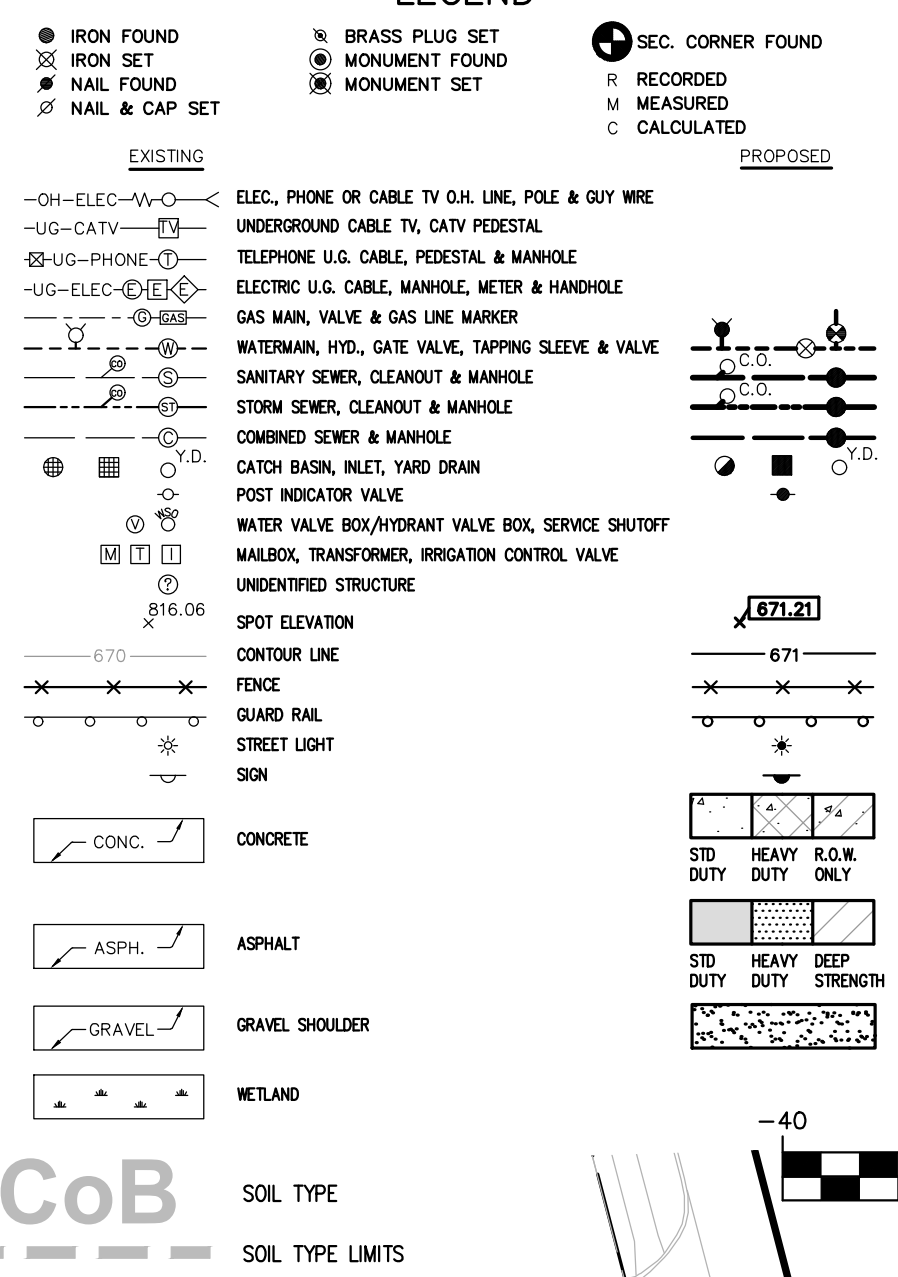 LEGEND
IRON FOUND
IRON SET
NAIL FOUND
NAIL & CAP SET
BRASS PLUG SET
MONUMENT FOUND
MONUMENT SET
SEC. CORNER FOUND
R RECORDED
M MEASURED
C CALCULATED
EXISTING PROPOSED
-OH-ELEC- ELEC., PHONE OR CABLE TV O.H. LINE, POLE & GUY WIRE
-UG-CATV- TV UNDERGROUND CABLE TV, CATV PEDESTAL
-UG-PHONE- T TELEPHONE U.G. CABLE, PEDESTAL & MANHOLE
-UG-ELEC- E E E ELECTRIC U.G. CABLE, MANHOLE, METER & HANDHOLE
G GAS GAS MAIN, VALVE & GAS LINE MARKER
W WATERMAIN, HYD., GATE VALVE, TAPPING SLEEVE & VALVE
CO S SANITARY SEWER, CLEANOUT & MANHOLE C.O.
CO ST STORM SEWER, CLEANOUT & MANHOLE C.O.
C COMBINED SEWER & MANHOLE
Y.D. CATCH BASIN, INLET, YARD DRAIN Y.D.
POST INDICATOR VALVE
V WSO WATER VALVE BOX/HYDRANT VALVE BOX, SERVICE SHUTOFF
M T I MAILBOX, TRANSFORMER, IRRIGATION CONTROL VALVE
? UNIDENTIFIED STRUCTURE
816.06 SPOT ELEVATION 671.21
670 CONTOUR LINE 671
FENCE
GUARD RAIL
STREET LIGHT
SIGN
CONC. CONCRETE
STD DUTY
HEAVY DUTY
R.O.W. ONLY
ASPH. ASPHALT
STD DUTY
HEAVY DUTY
DEEP STRENGTH
GRAVEL GRAVEL SHOULDER
WETLAND
-40
CoB SOIL TYPE
SOIL TYPE LIMITS